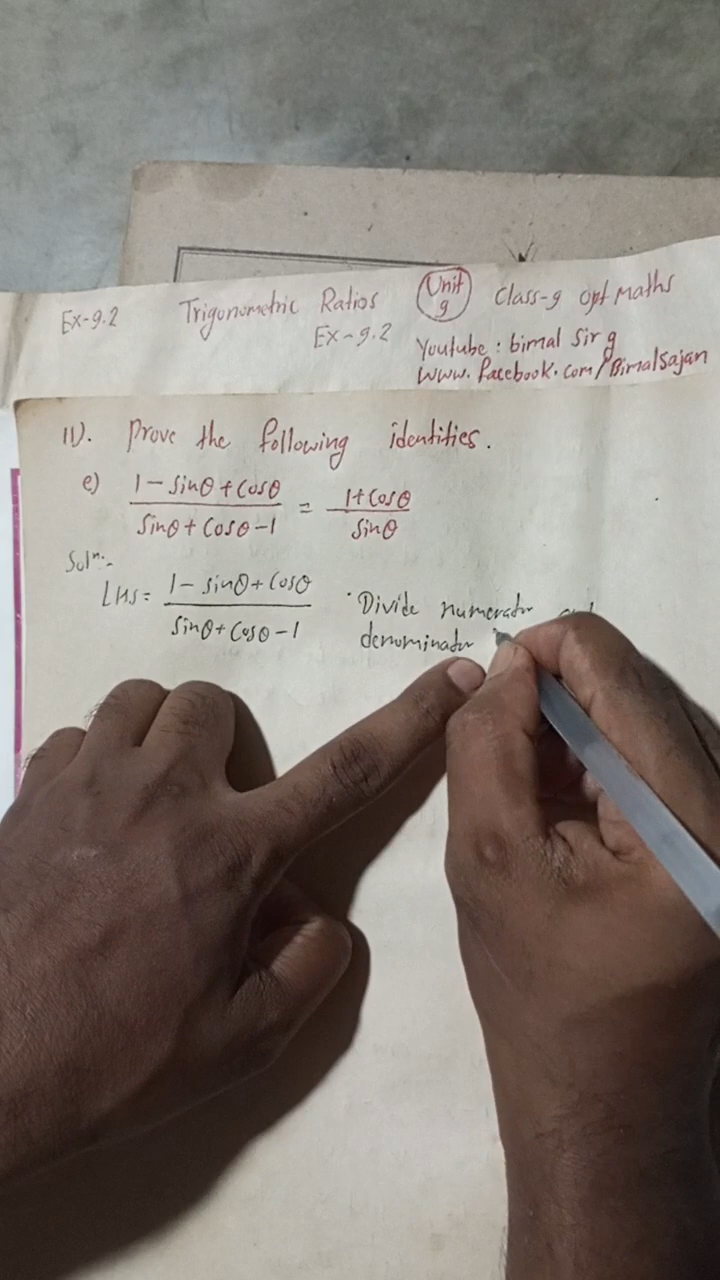 Ex-9.2 Trigonometric Ratios Unit 9 Class-9 opt maths
Ex-9.2
Youtube: bimal Sir g
www.facebook.com/Bimalsajan
11). Prove the following identities.
e) (1 - sinθ + cosθ)/(sinθ + cosθ - 1) = (1 + cosθ)/(sinθ)
Solⁿ:-
LHS = (1 - sinθ + cosθ)/(sinθ + cosθ - 1)
Divide numerator
denominator